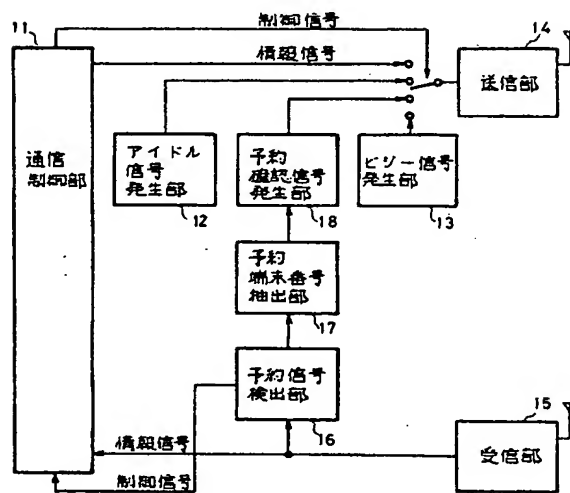 11
制御信号
情報信号
14
送信部
通信
制御部
アイドル
信号
発生部
12
予約
確認信号
発生部
18
ビジー信号
発生部
13
予約
端末番号
抽出部
17
予約信号
検出部
16
15
受信部
情報信号
制御信号